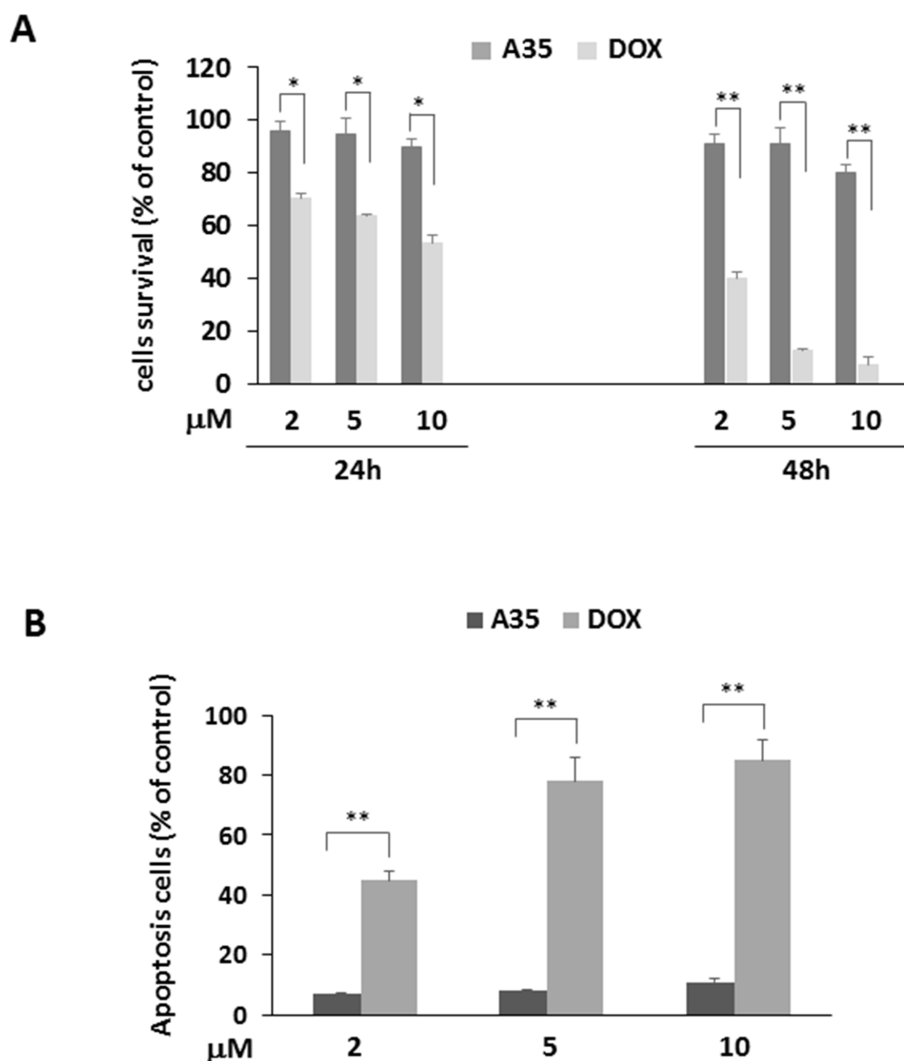 A
A35 DOX
cells survival (% of control)
120
100
80
60
40
20
0
* * * ** ** **
μM 2 5 10 2 5 10
24h 48h
B
A35 DOX
Apoptosis cells (% of control)
100
80
60
40
20
0
** ** **
μM 2 5 10